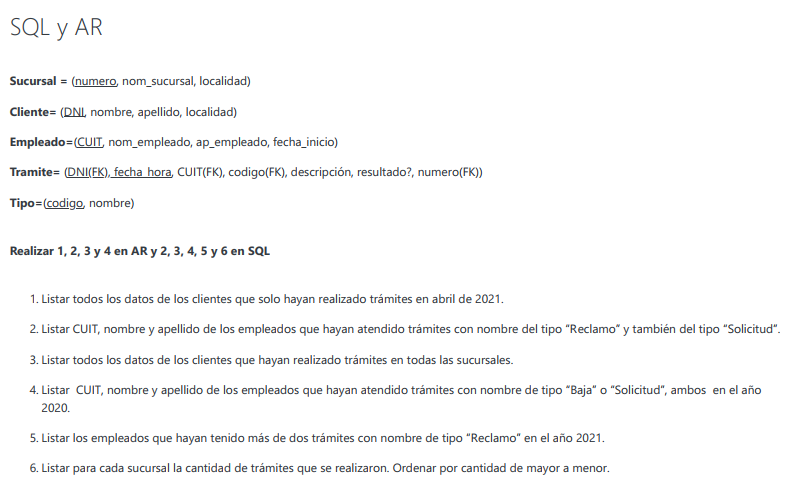 SQL y AR
Sucursal = (numero, nom_sucursal, localidad)
Cliente= (DNI, nombre, apellido, localidad)
Empleado=(CUIT, nom_empleado, ap_empleado, fecha_inicio)
Tramite= (DNI(FK), fecha_hora, CUIT(FK), codigo(FK), descripción, resultado?, numero(FK))
Tipo=(codigo, nombre)
Realizar 1, 2, 3 y 4 en AR y 2, 3, 4, 5 y 6 en SQL
1. Listar todos los datos de los clientes que solo hayan realizado trámites en abril de 2021.
2. Listar CUIT, nombre y apellido de los empleados que hayan atendido trámites con nombre del tipo “Reclamo” y también del tipo “Solicitud”.
3. Listar todos los datos de los clientes que hayan realizado trámites en todas las sucursales.
4. Listar CUIT, nombre y apellido de los empleados que hayan atendido trámites con nombre de tipo “Baja” o “Solicitud”, ambos en el año
2020.
5. Listar los empleados que hayan tenido más de dos trámites con nombre de tipo “Reclamo” en el año 2021.
6. Listar para cada sucursal la cantidad de trámites que se realizaron. Ordenar por cantidad de mayor a menor.